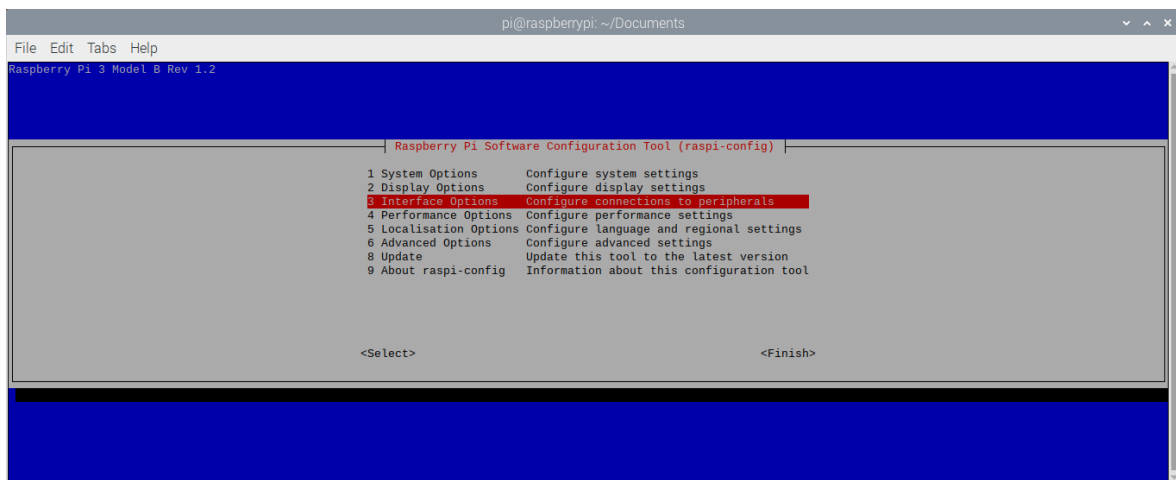 pi@raspberrypi: ~/Documents
File Edit Tabs Help
Raspberry Pi 3 Model B Rev 1.2
Raspberry Pi Software Configuration Tool (raspi-config)
1 System Options Configure system settings
2 Display Options Configure display settings
3 Interface Options Configure connections to peripherals
4 Performance Options Configure performance settings
5 Localisation Options Configure language and regional settings
6 Advanced Options Configure advanced settings
8 Update Update this tool to the latest version
9 About raspi-config Information about this configuration tool
<Select> <Finish>